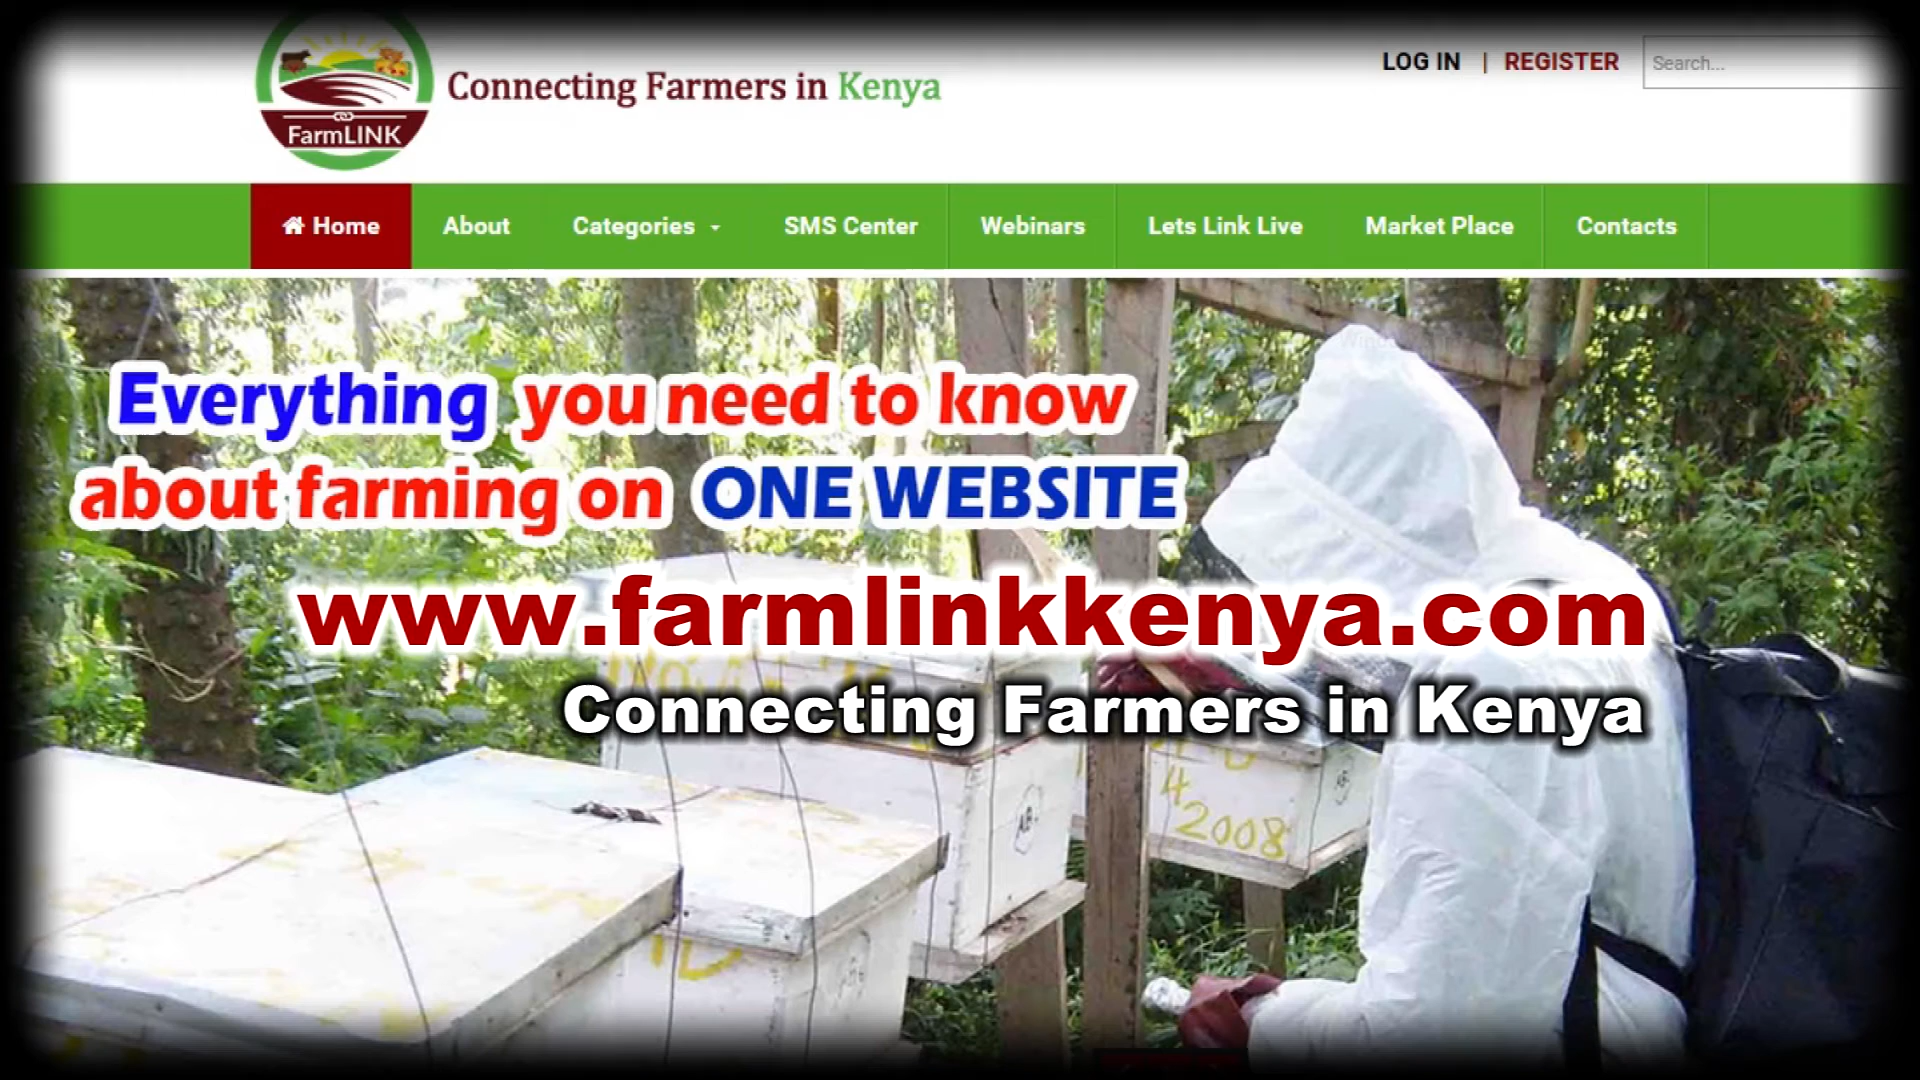 FarmLINK
Connecting Farmers in Kenya
LOG IN | REGISTER
Search...
Home About Categories SMS Center Webinars Lets Link Live Market Place Contacts
Everything you need to know
about farming on ONE WEBSITE
www.farmlinkkenya.com
Connecting Farmers in Kenya
4
2008